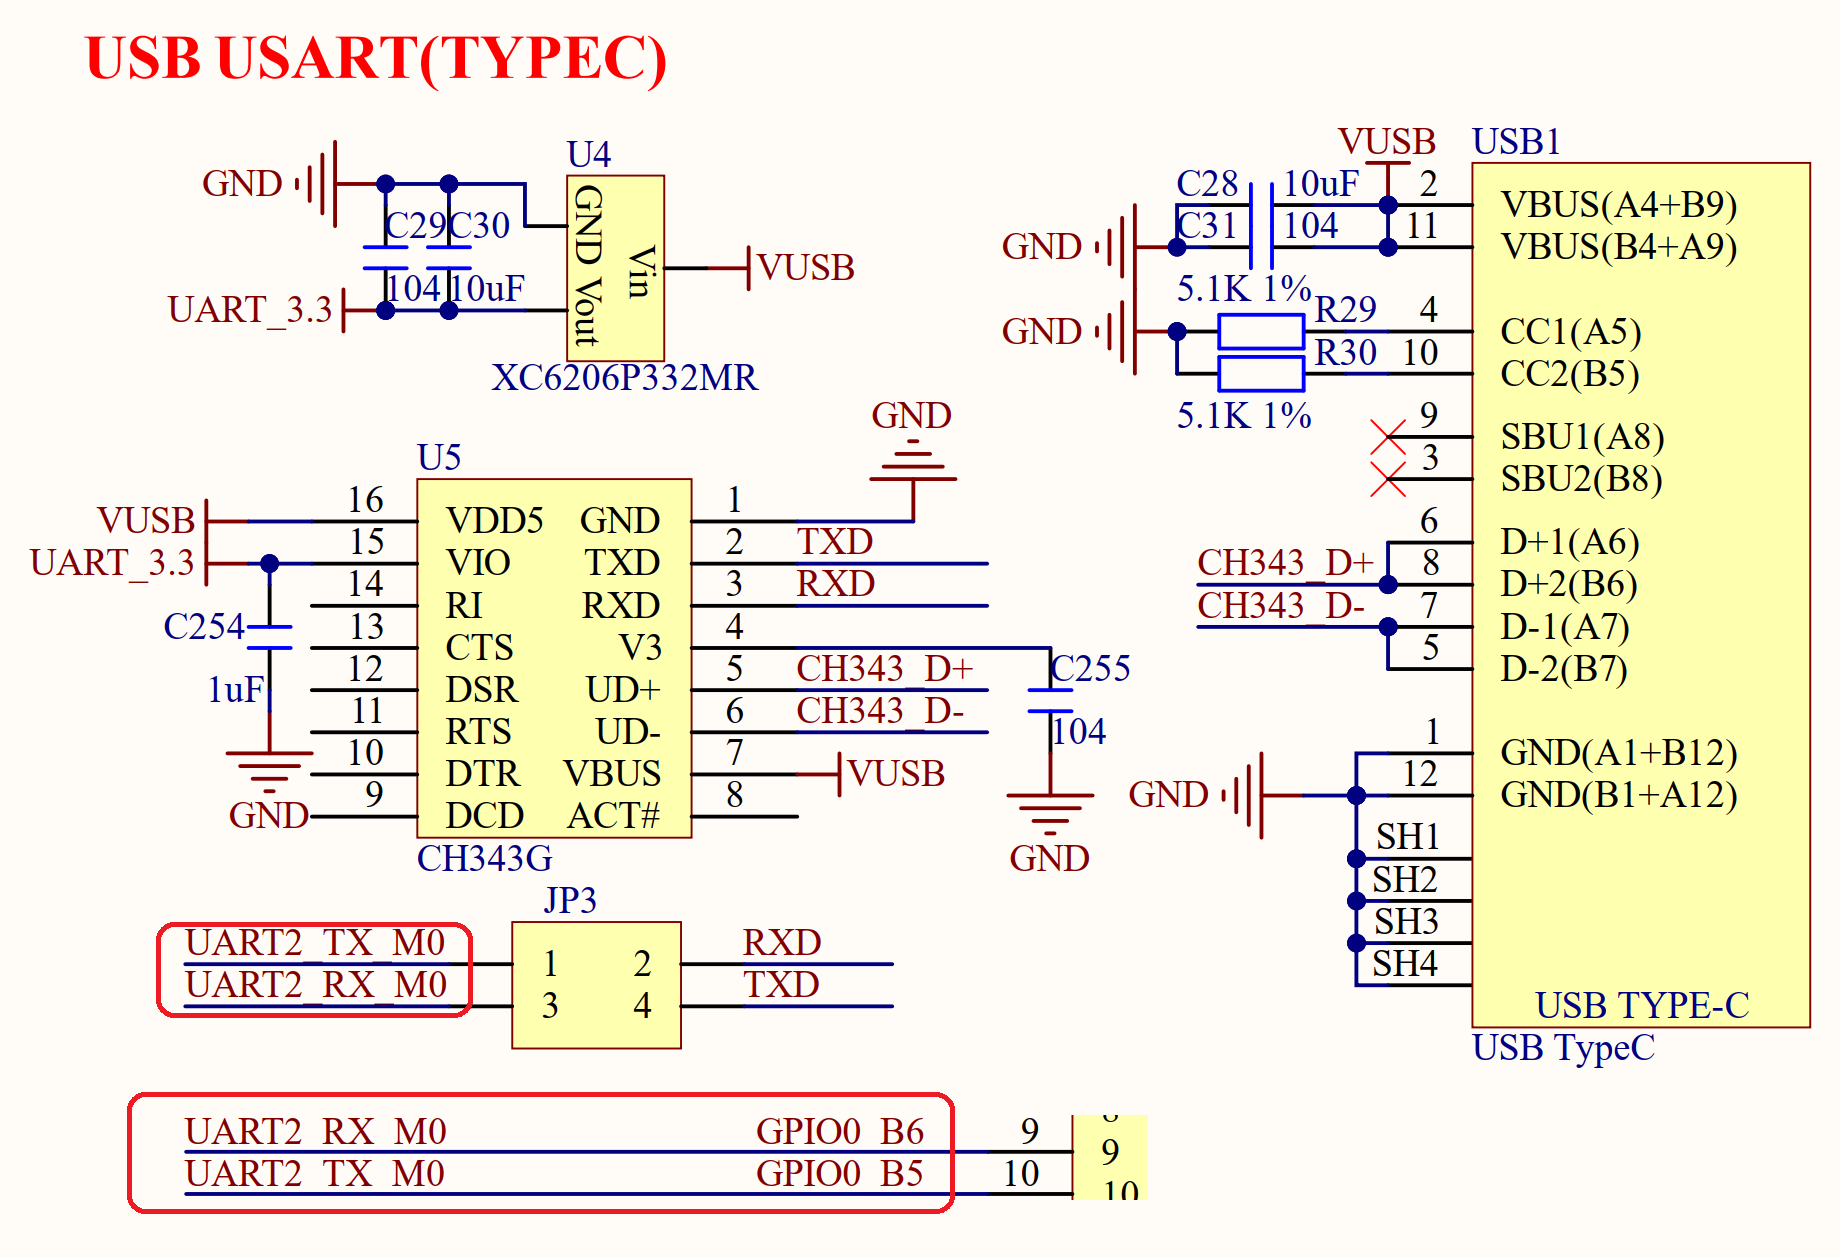 USB USART(TYPEC)
U4
GND
C29
C30
104
10uF
UART_3.3
GND
Vout
Vin
VUSB
XC6206P332MR
VUSB
USB1
C28
10uF
2
VBUS(A4+B9)
GND
C31
104
11
VBUS(B4+A9)
5.1K 1%
R29
4
CC1(A5)
GND
R30
10
CC2(B5)
5.1K 1%
9
SBU1(A8)
3
SBU2(B8)
6
D+1(A6)
CH343_D+
8
D+2(B6)
CH343_D-
7
D-1(A7)
5
D-2(B7)
1
GND(A1+B12)
GND
12
GND(B1+A12)
SH1
SH2
SH3
SH4
USB TYPE-C
USB TypeC
U5
GND
VUSB
16
VDD5
GND
1
UART_3.3
15
VIO
TXD
2
TXD
14
RI
RXD
3
RXD
C254
13
CTS
V3
4
12
DSR
UD+
5
CH343_D+
C255
1uF
11
RTS
UD-
6
CH343_D-
104
10
DTR
VBUS
7
VUSB
GND
9
DCD
ACT#
8
GND
CH343G
JP3
UART2_TX_M0
1
2
RXD
UART2_RX_M0
3
4
TXD
UART2_RX_M0
GPIO0_B6
9
9
UART2_TX_M0
GPIO0_B5
10
10